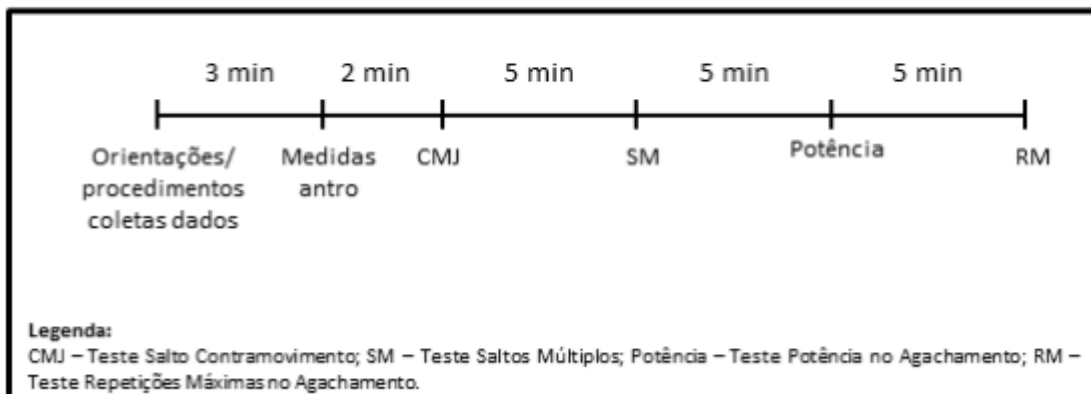 3 min 2 min 5 min 5 min 5 min
Orientações/ Medidas CMJ SM Potência RM
procedimentos antro
coletas dados
Legenda:
CMJ – Teste Salto Contramovimento; SM – Teste Saltos Múltiplos; Potência – Teste Potência no Agachamento; RM –
Teste Repetições Máximas no Agachamento.